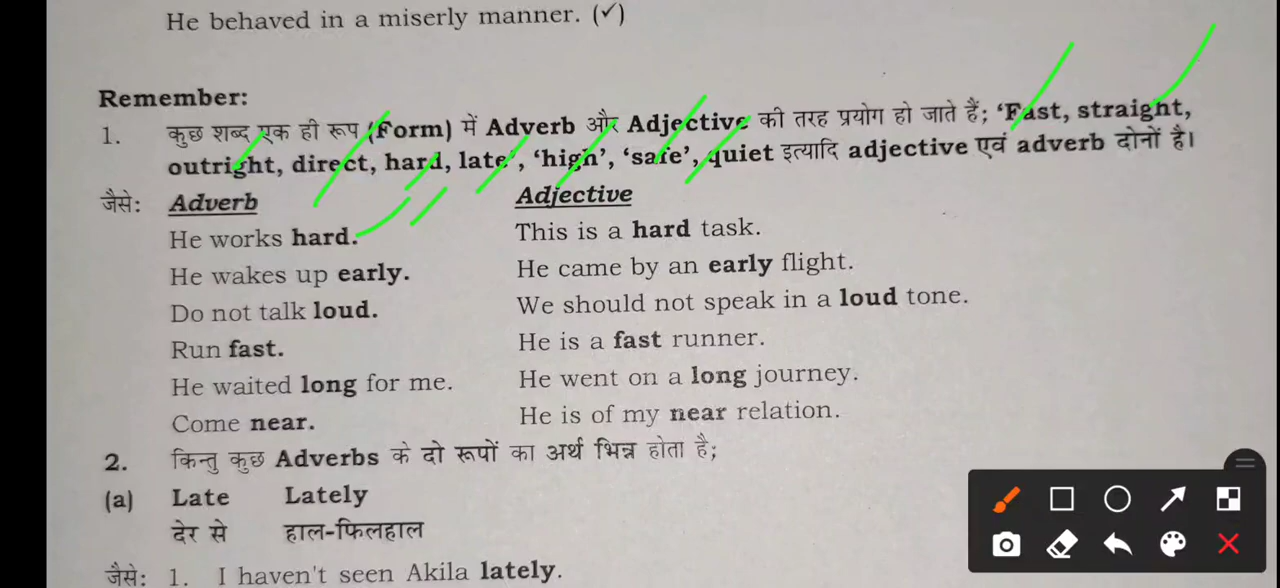 He behaved in a miserly manner. (✓)
Remember:
1. कुछ शब्द एक ही रूप (Form) में Adverb और Adjective की तरह प्रयोग हो जाते हैं; 'Fast, straight,
outright, direct, hard, late', 'high', 'safe', quiet इत्यादि adjective एवं adverb दोनों है।
जैसे: Adverb Adjective
He works hard. This is a hard task.
He wakes up early. He came by an early flight.
Do not talk loud. We should not speak in a loud tone.
Run fast. He is a fast runner.
He waited long for me. He went on a long journey.
Come near. He is of my near relation.
2. किन्तु कुछ Adverbs के दो रूपों का अर्थ भिन्न होता है;
(a) Late Lately
देर से हाल-फिलहाल
जैसे: 1. I haven't seen Akila lately.